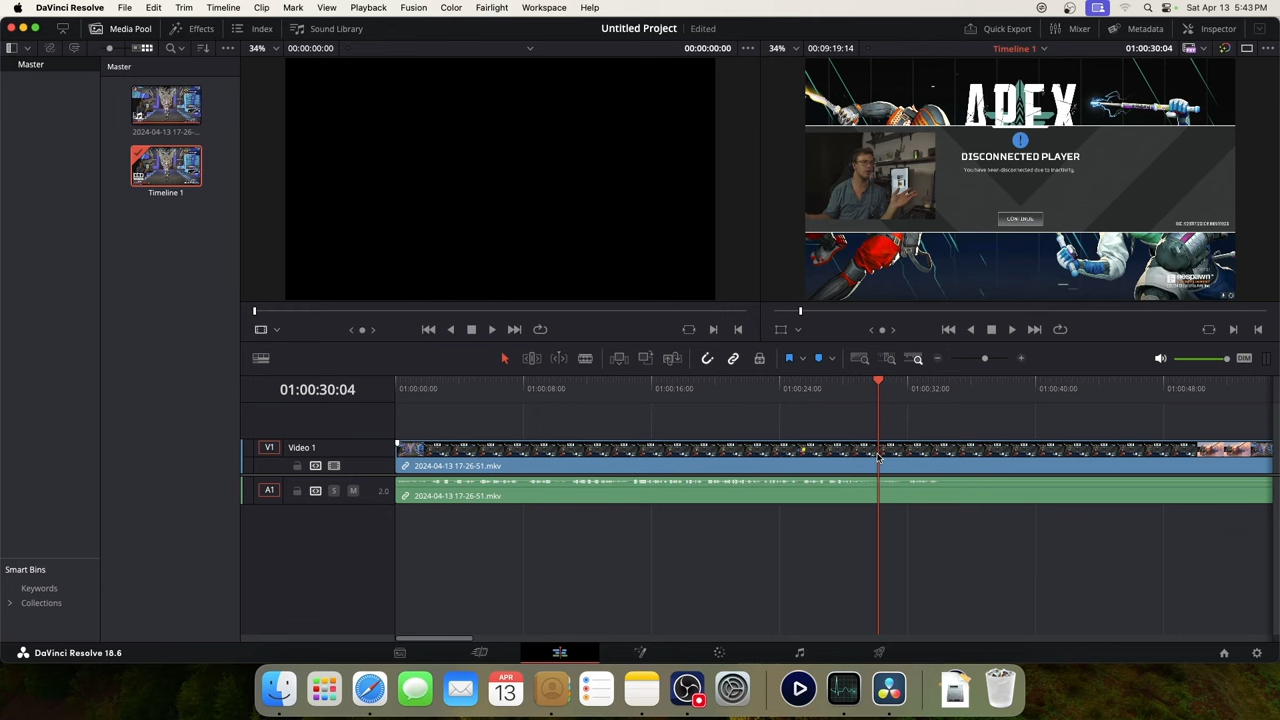 DaVinci Resolve File Edit Trim Timeline Clip Mark View Playback Fusion Color Fairlight Workspace Help Sat Apr 13 5:43 PM
Media Pool Effects Index Sound Library Untitled Project Edited Quick Export Mixer Metadata Inspector
34% 00:00:00:00 00:00:00:00 34% 00:09:19:14 Timeline 1 01:00:30:04
Master
Master
2024-04-13 17-26-...
Timeline 1
APEX
DISCONNECTED PLAYER
You have been disconnected due to inactivity.
CONTINUE
respawn
DIM
01:00:30:04
01:00:00:00 01:00:08:00 01:00:16:00 01:00:24:00 01:00:32:00 01:00:40:00 01:00:48:00
V1 Video 1
2024-04-13 17-26-51.mkv
A1 S M 2.0
2024-04-13 17-26-51.mkv
Smart Bins
Keywords
Collections
DaVinci Resolve 18.6
APR
13